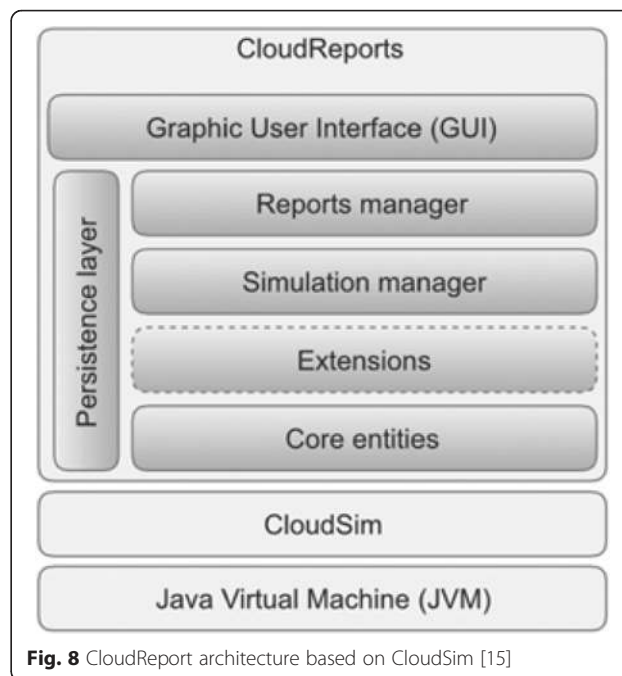 CloudReports
Graphic User Interface (GUI)
Persistence layer
Reports manager
Simulation manager
Extensions
Core entities
CloudSim
Java Virtual Machine (JVM)
Fig. 8 CloudReport architecture based on CloudSim [15]